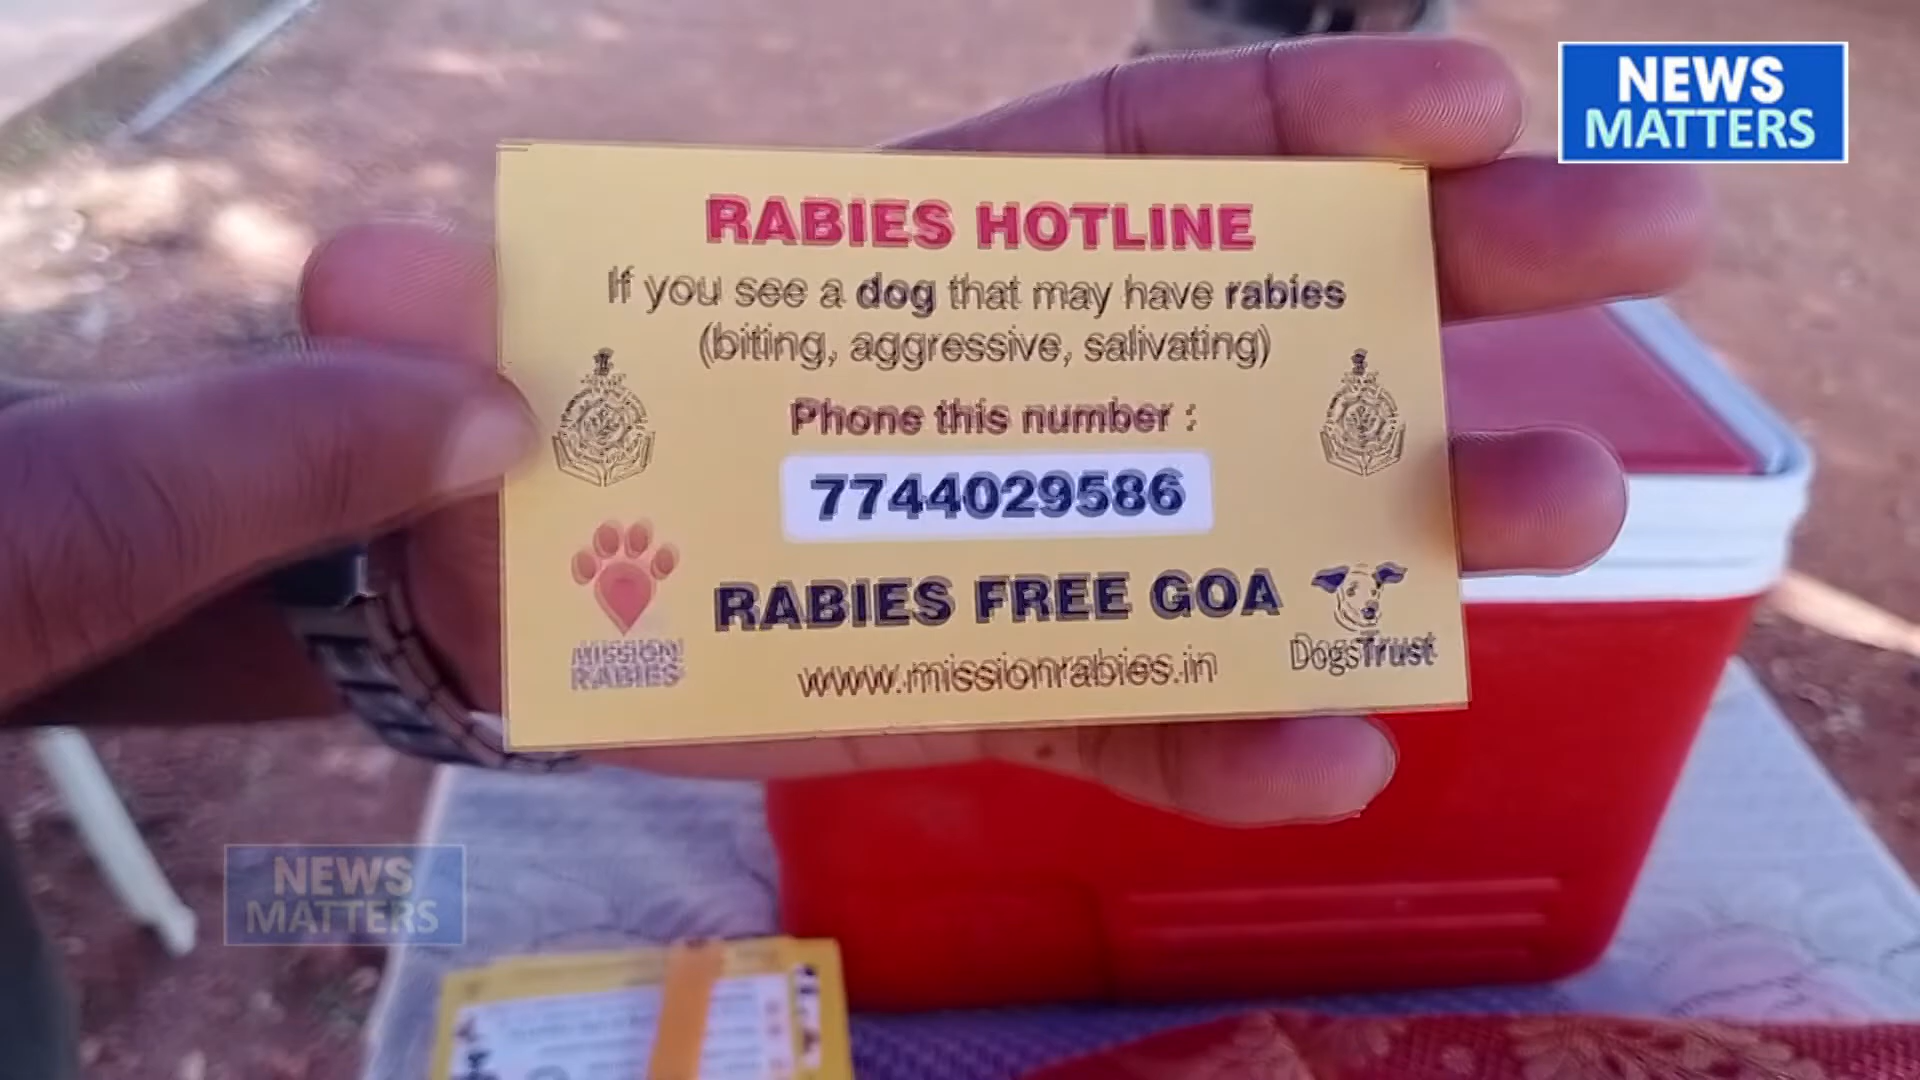 NEWS
MATTERS
RABIES HOTLINE
If you see a dog that may have rabies
(biting, aggressive, salivating)
Phone this number :
7744029586
RABIES FREE GOA
MISSION
RABIES
www.missionrabies.in
DogsTrust
NEWS
MATTERS